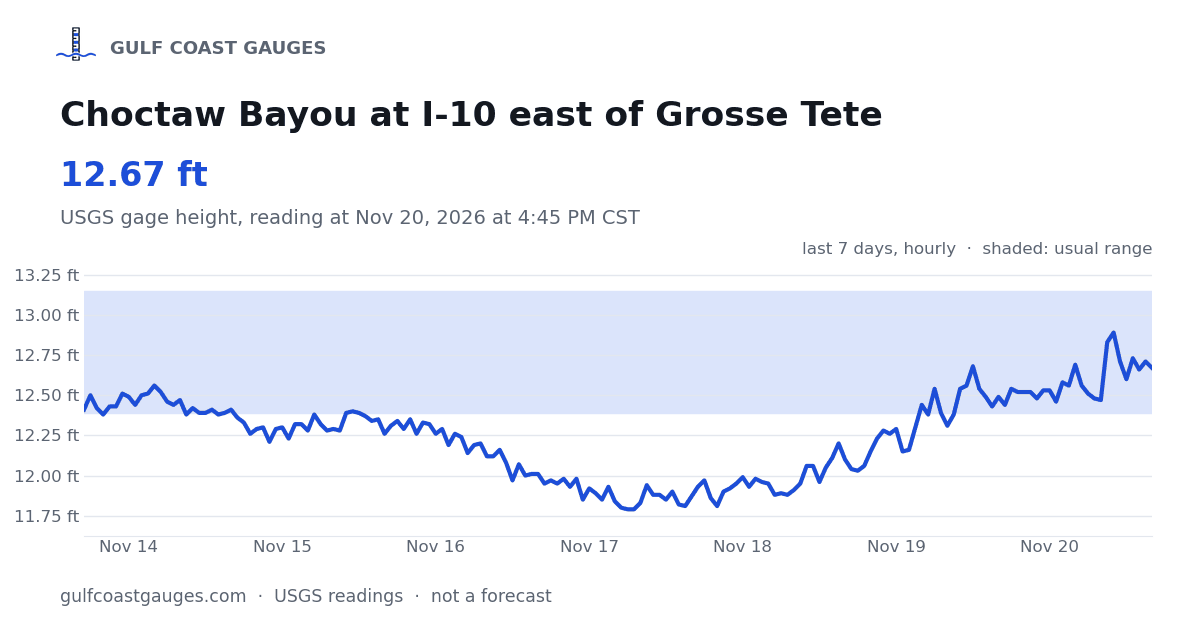 GULF COAST GAUGES
Choctaw Bayou at I-10 east of Grosse Tete
12.67 ft
USGS gage height, reading at Nov 20, 2026 at 4:45 PM CST
last 7 days, hourly · shaded: usual range
13.25 ft
13.00 ft
12.75 ft
12.50 ft
12.25 ft
12.00 ft
11.75 ft
Nov 14 Nov 15 Nov 16 Nov 17 Nov 18 Nov 19 Nov 20
gulfcoastgauges.com · USGS readings · not a forecast